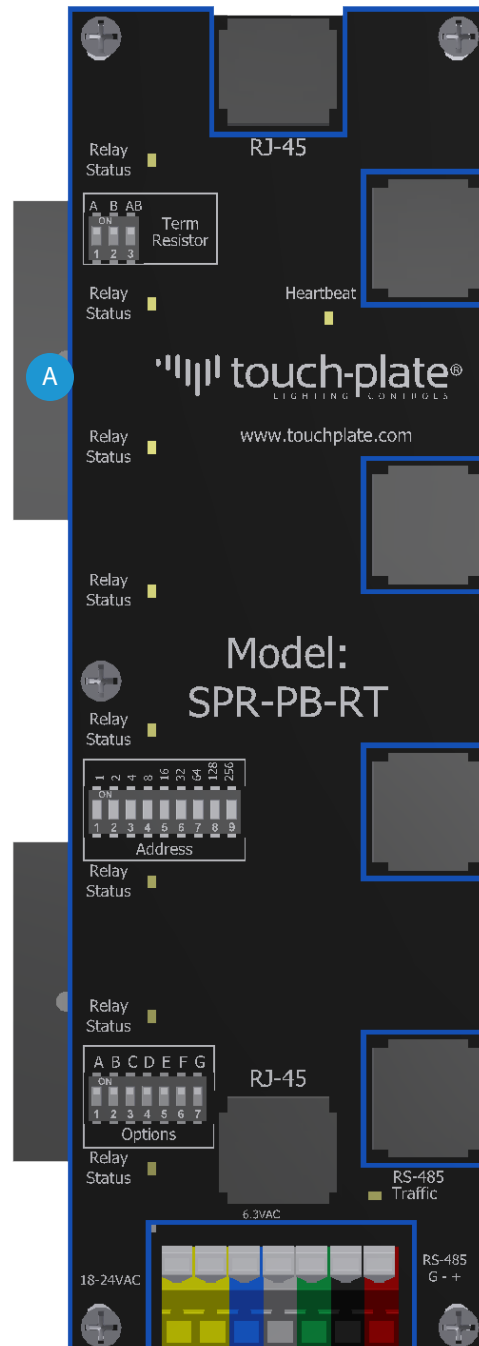 RJ-45
Relay
Status
A B AB
ON
1 2 3
Term
Resistor
Relay
Status
Heartbeat
A
touch-plate®
LIGHTING CONTROLS
Relay
Status
www.touchplate.com
Relay
Status
Model:
SPR-PB-RT
Relay
Status
1 2 4 8 16 32 64 128 256
ON
1 2 3 4 5 6 7 8 9
Address
Relay
Status
Relay
Status
A B C D E F G
ON
1 2 3 4 5 6 7
Options
RJ-45
Relay
Status
RS-485
Traffic
6.3VAC
18-24VAC
RS-485
G - +